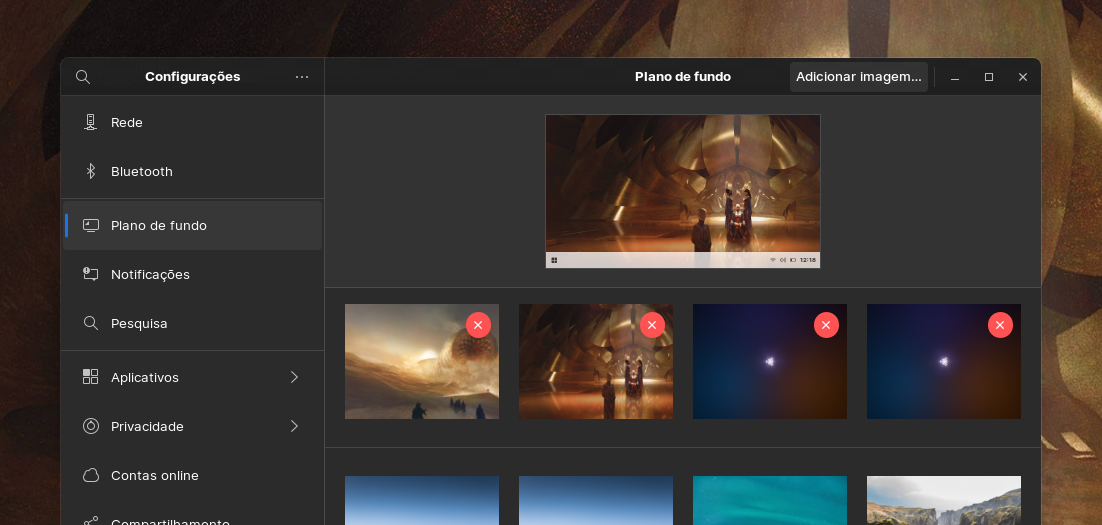 Configurações
Plano de fundo
Adicionar imagem...
Rede
Bluetooth
Plano de fundo
Notificações
Pesquisa
Aplicativos
Privacidade
Contas online
Compartilhamento
12:18